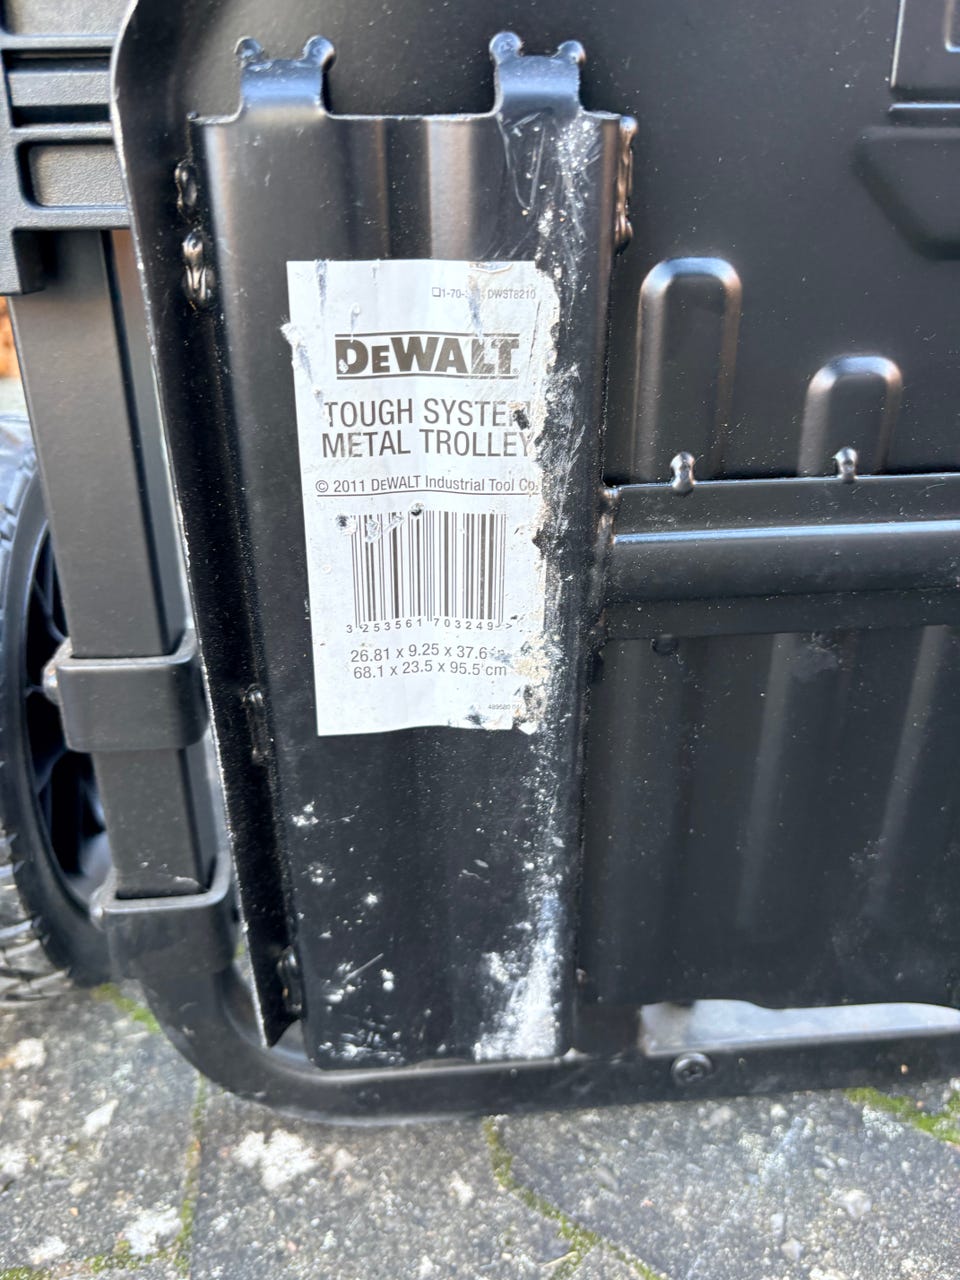 DWST8210
DEWALT
TOUGH SYSTEM
METAL TROLLEY
© 2011 DEWALT Industrial Tool Co.
3 253561 703249 >
26.81 x 9.25 x 37.6
68.1 x 23.5 x 95.5 cm